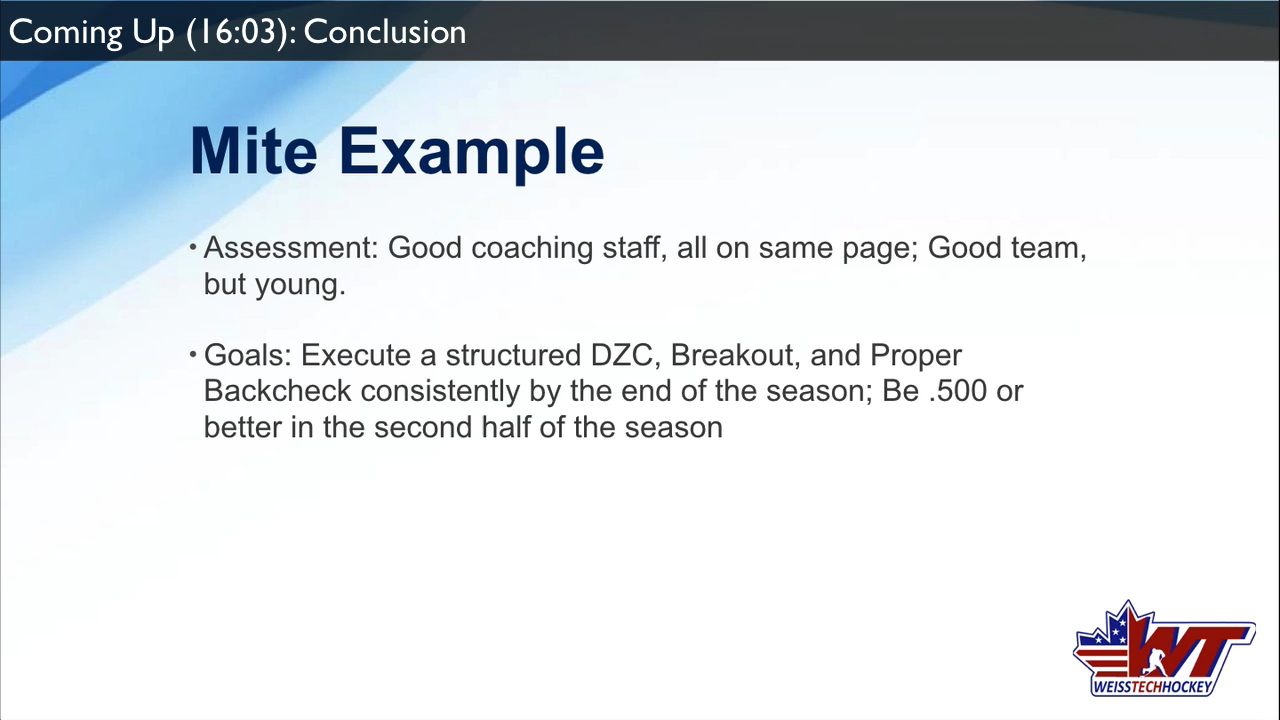 Coming Up (16:03): Conclusion
Mite Example
• Assessment: Good coaching staff, all on same page; Good team,
but young.
• Goals: Execute a structured DZC, Breakout, and Proper
Backcheck consistently by the end of the season; Be .500 or
better in the second half of the season
WT
WEISSTECHHOCKEY